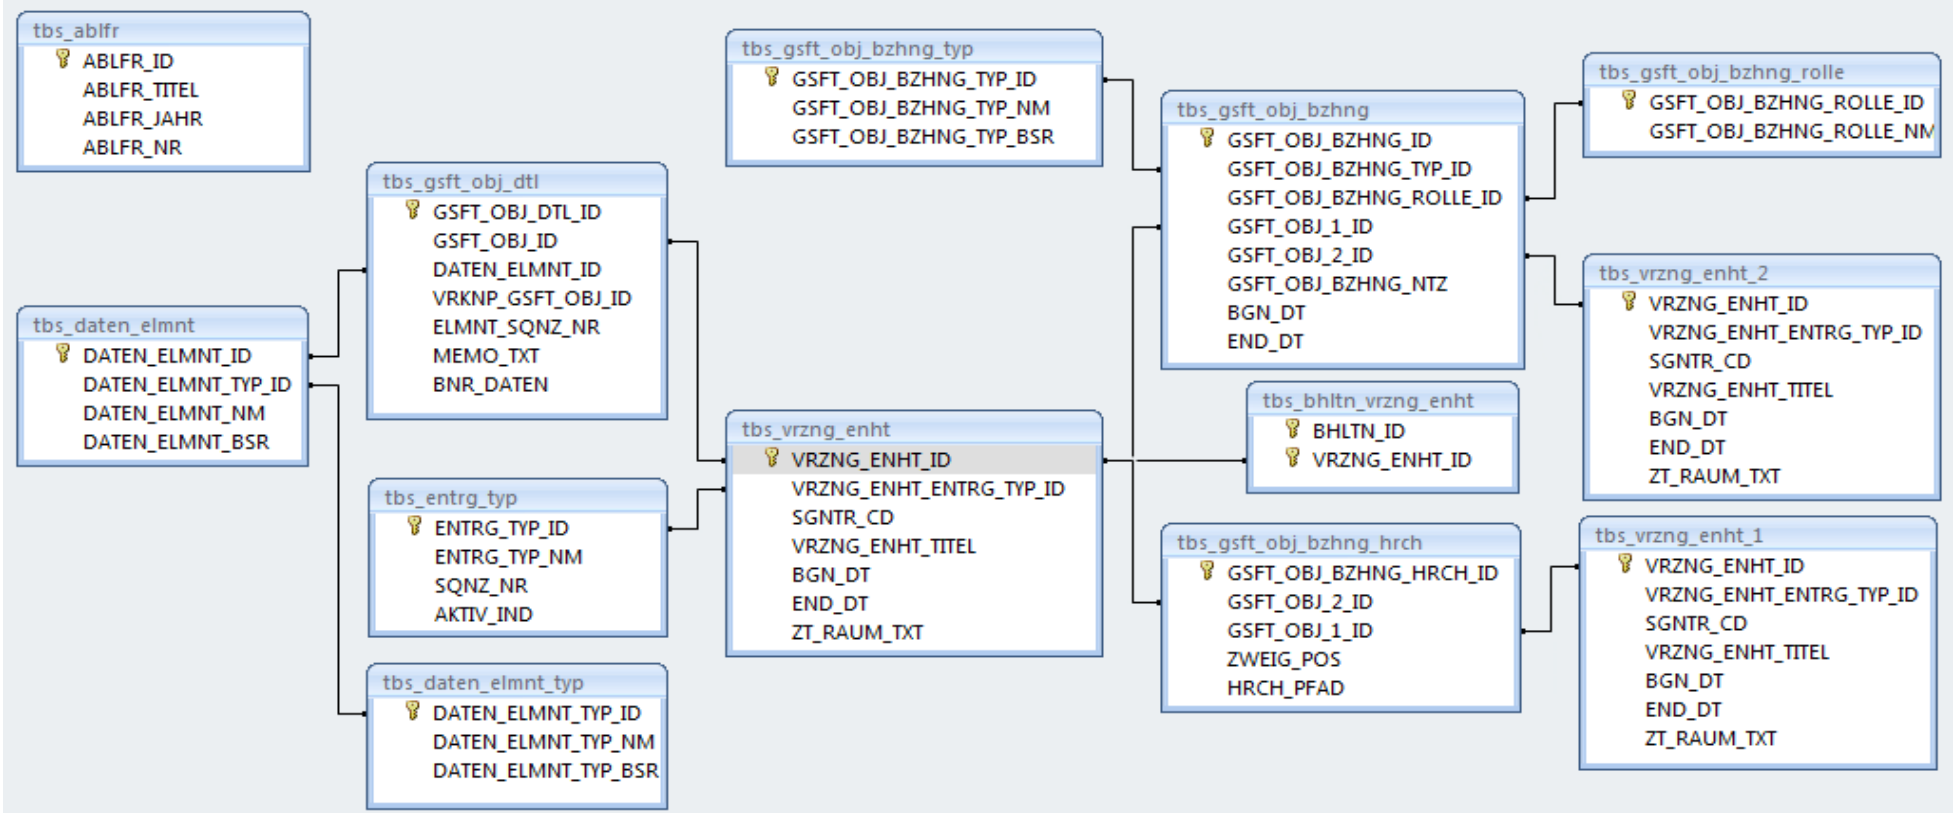 tbs_ablfr
ABLFR_ID
ABLFR_TITEL
ABLFR_JAHR
ABLFR_NR
tbs_daten_elmnt
DATEN_ELMNT_ID
DATEN_ELMNT_TYP_ID
DATEN_ELMNT_NM
DATEN_ELMNT_BSR
tbs_gsft_obj_dtl
GSFT_OBJ_DTL_ID
GSFT_OBJ_ID
DATEN_ELMNT_ID
VRKNP_GSFT_OBJ_ID
ELMNT_SQNZ_NR
MEMO_TXT
BNR_DATEN
tbs_entrg_typ
ENTRG_TYP_ID
ENTRG_TYP_NM
SQNZ_NR
AKTIV_IND
tbs_daten_elmnt_typ
DATEN_ELMNT_TYP_ID
DATEN_ELMNT_TYP_NM
DATEN_ELMNT_TYP_BSR
tbs_gsft_obj_bzhng_typ
GSFT_OBJ_BZHNG_TYP_ID
GSFT_OBJ_BZHNG_TYP_NM
GSFT_OBJ_BZHNG_TYP_BSR
tbs_vrzng_enht
VRZNG_ENHT_ID
VRZNG_ENHT_ENTRG_TYP_ID
SGNTR_CD
VRZNG_ENHT_TITEL
BGN_DT
END_DT
ZT_RAUM_TXT
tbs_gsft_obj_bzhng
GSFT_OBJ_BZHNG_ID
GSFT_OBJ_BZHNG_TYP_ID
GSFT_OBJ_BZHNG_ROLLE_ID
GSFT_OBJ_1_ID
GSFT_OBJ_2_ID
GSFT_OBJ_BZHNG_NTZ
BGN_DT
END_DT
tbs_bhltn_vrzng_enht
BHLTN_ID
VRZNG_ENHT_ID
tbs_gsft_obj_bzhng_hrch
GSFT_OBJ_BZHNG_HRCH_ID
GSFT_OBJ_2_ID
GSFT_OBJ_1_ID
ZWEIG_POS
HRCH_PFAD
tbs_gsft_obj_bzhng_rolle
GSFT_OBJ_BZHNG_ROLLE_ID
GSFT_OBJ_BZHNG_ROLLE_NM
tbs_vrzng_enht_2
VRZNG_ENHT_ID
VRZNG_ENHT_ENTRG_TYP_ID
SGNTR_CD
VRZNG_ENHT_TITEL
BGN_DT
END_DT
ZT_RAUM_TXT
tbs_vrzng_enht_1
VRZNG_ENHT_ID
VRZNG_ENHT_ENTRG_TYP_ID
SGNTR_CD
VRZNG_ENHT_TITEL
BGN_DT
END_DT
ZT_RAUM_TXT